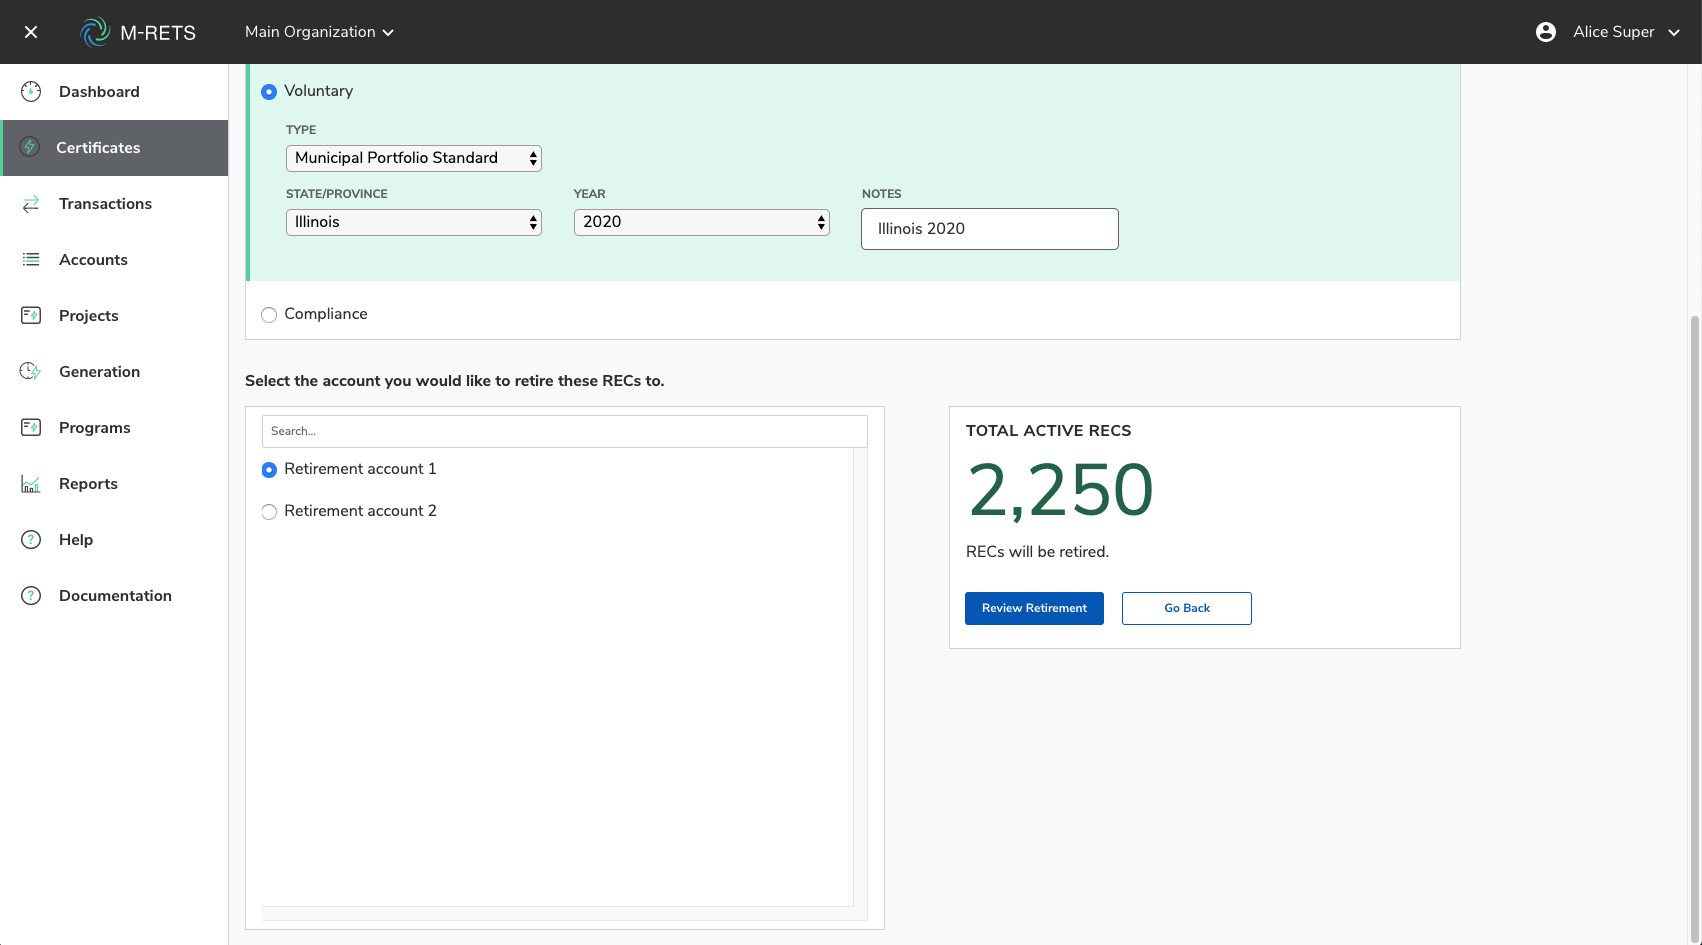 M-RETS
Main Organization
Alice Super
Dashboard
Certificates
Transactions
Accounts
Projects
Generation
Programs
Reports
Help
Documentation
Voluntary
TYPE
Municipal Portfolio Standard
STATE/PROVINCE YEAR NOTES
Illinois 2020 Illinois 2020
Compliance
Select the account you would like to retire these RECs to.
Search...
Retirement account 1
Retirement account 2
TOTAL ACTIVE RECS
2,250
RECs will be retired.
Review Retirement Go Back